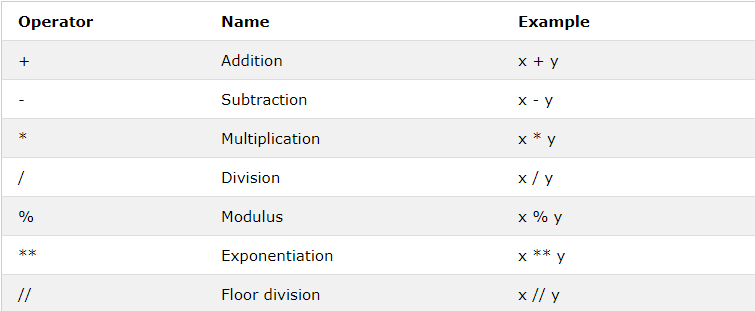 Operator Name Example
+ Addition x + y
- Subtraction x - y
* Multiplication x * y
/ Division x / y
% Modulus x % y
** Exponentiation x ** y
// Floor division x // y